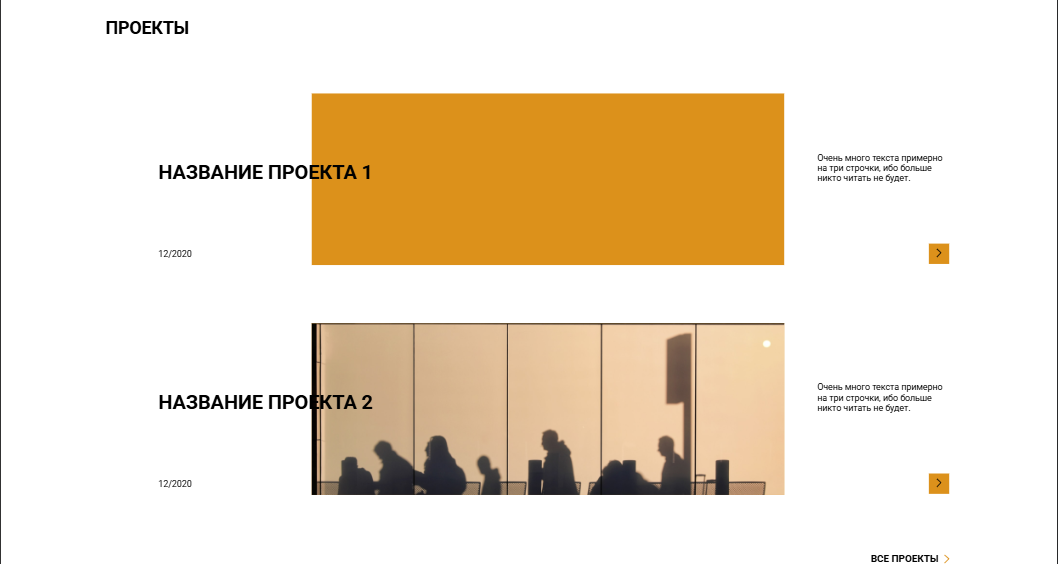 ПРОЕКТЫ
НАЗВАНИЕ ПРОЕКТА 1
Очень много текста примерно
на три строчки, ибо больше
никто читать не будет.
12/2020
НАЗВАНИЕ ПРОЕКТА 2
Очень много текста примерно
на три строчки, ибо больше
никто читать не будет.
12/2020
ВСЕ ПРОЕКТЫ